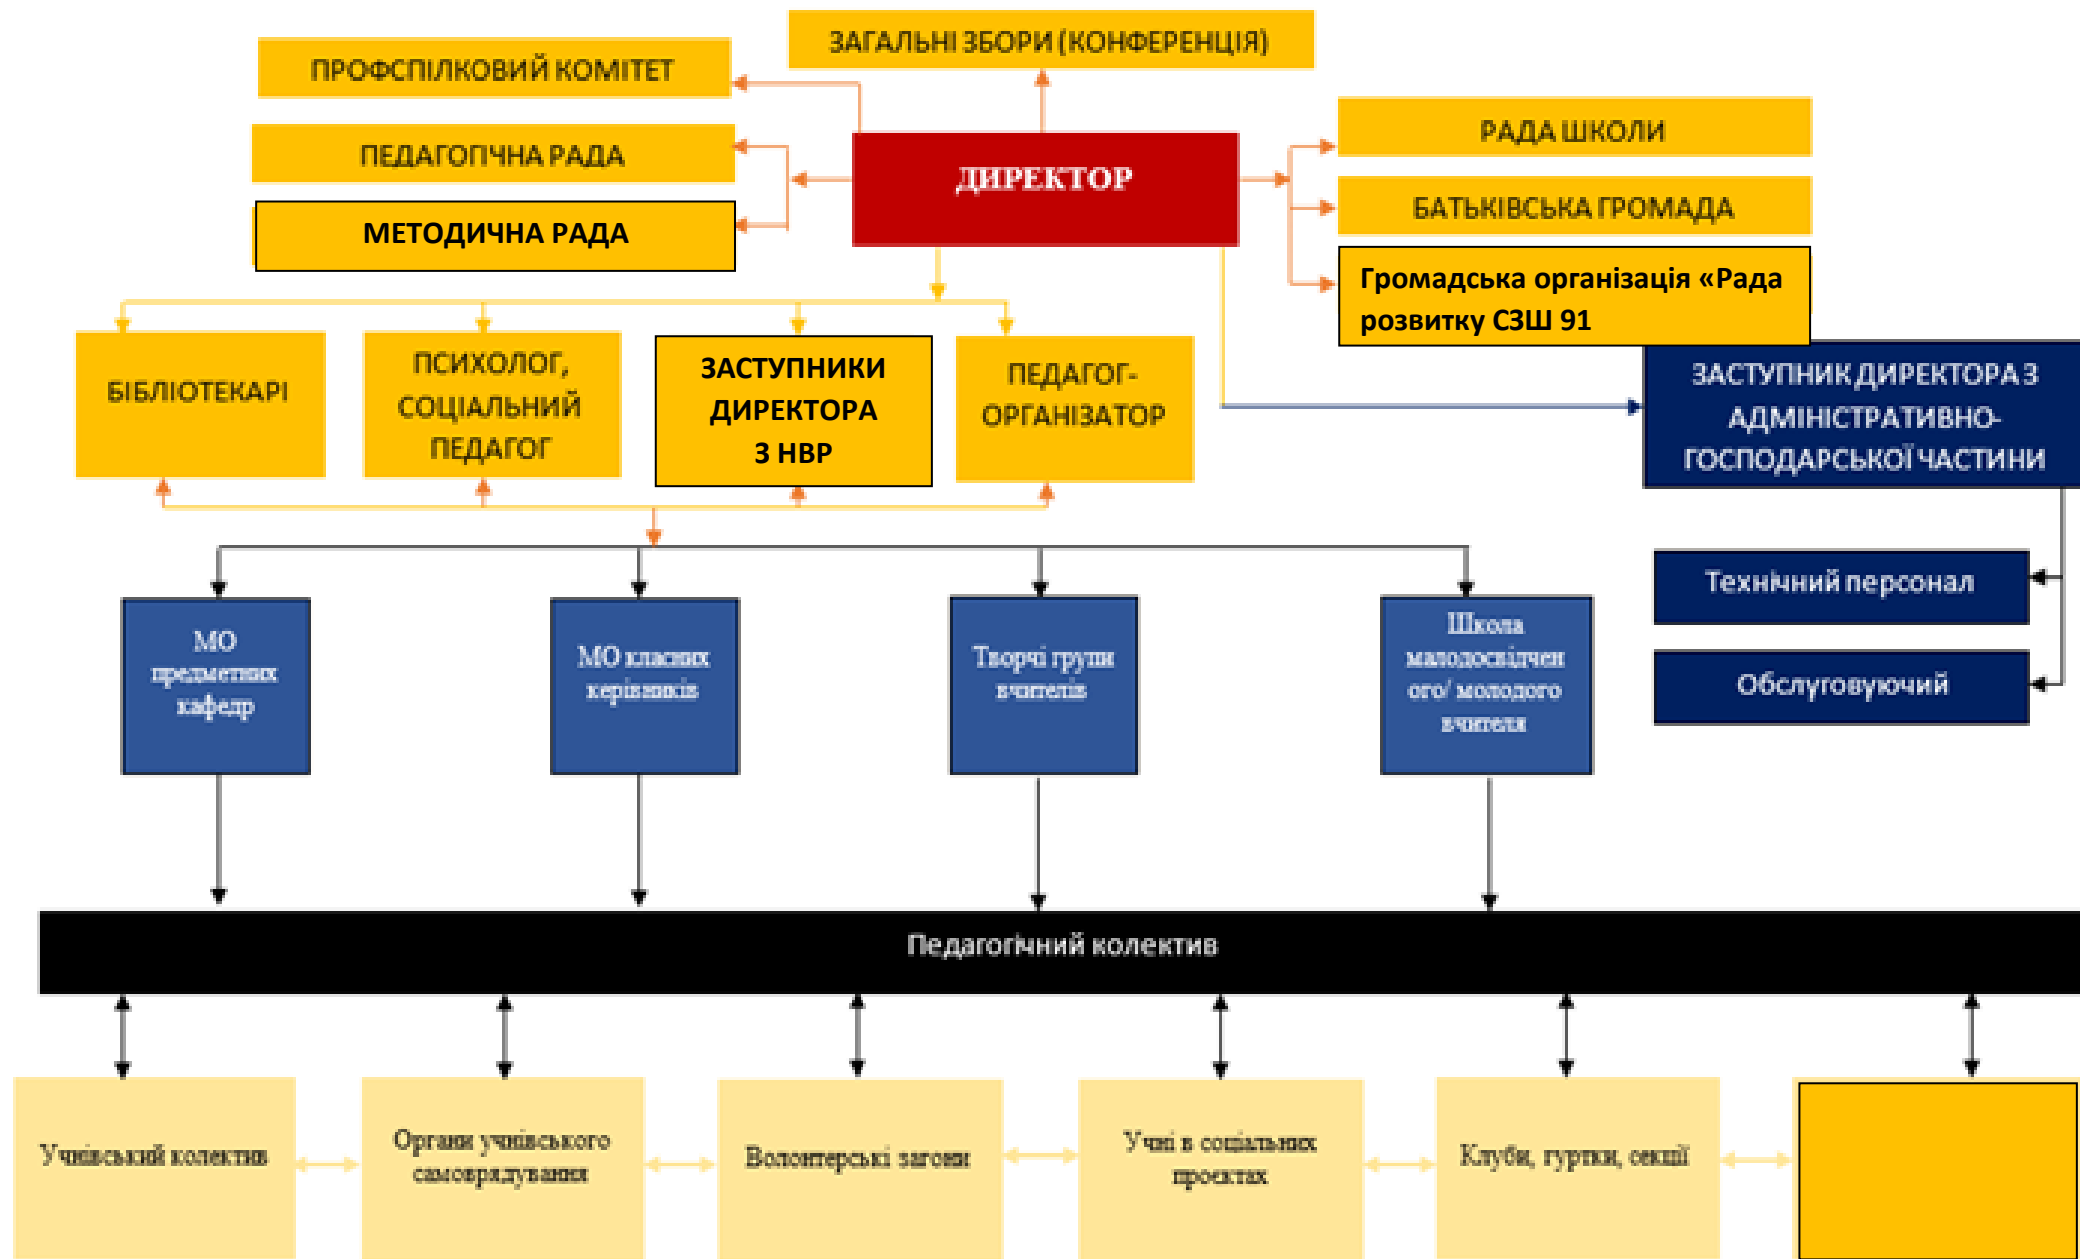 ЗАГАЛЬНІ ЗБОРИ (КОНФЕРЕНЦІЯ)
ПРОФСПІЛКОВИЙ КОМІТЕТ
ПЕДАГОГІЧНА РАДА
МЕТОДИЧНА РАДА
ДИРЕКТОР
РАДА ШКОЛИ
БАТЬКІВСЬКА ГРОМАДА
Громадська організація «Рада
розвитку СЗШ 91
БІБЛІОТЕКАРІ
ПСИХОЛОГ,
СОЦІАЛЬНИЙ
ПЕДАГОГ
ЗАСТУПНИКИ
ДИРЕКТОРА
З НВР
ПЕДАГОГ-
ОРГАНІЗАТОР
ЗАСТУПНИК ДИРЕКТОРА З
АДМІНІСТРАТИВНО-
ГОСПОДАРСЬКОЇ ЧАСТИНИ
Технічний персонал
Обслуговуючий
МО
предметних
кафедр
МО класних
керівників
Творчі групи
вчителів
Школа
малодосвідчен
ого/ молодого
вчителя
Педагогічний колектив
Учнівський колектив
Органи учнівського
самоврядування
Волонтерські загони
Учні в соціальних
проєктах
Клуби, гуртки, секції